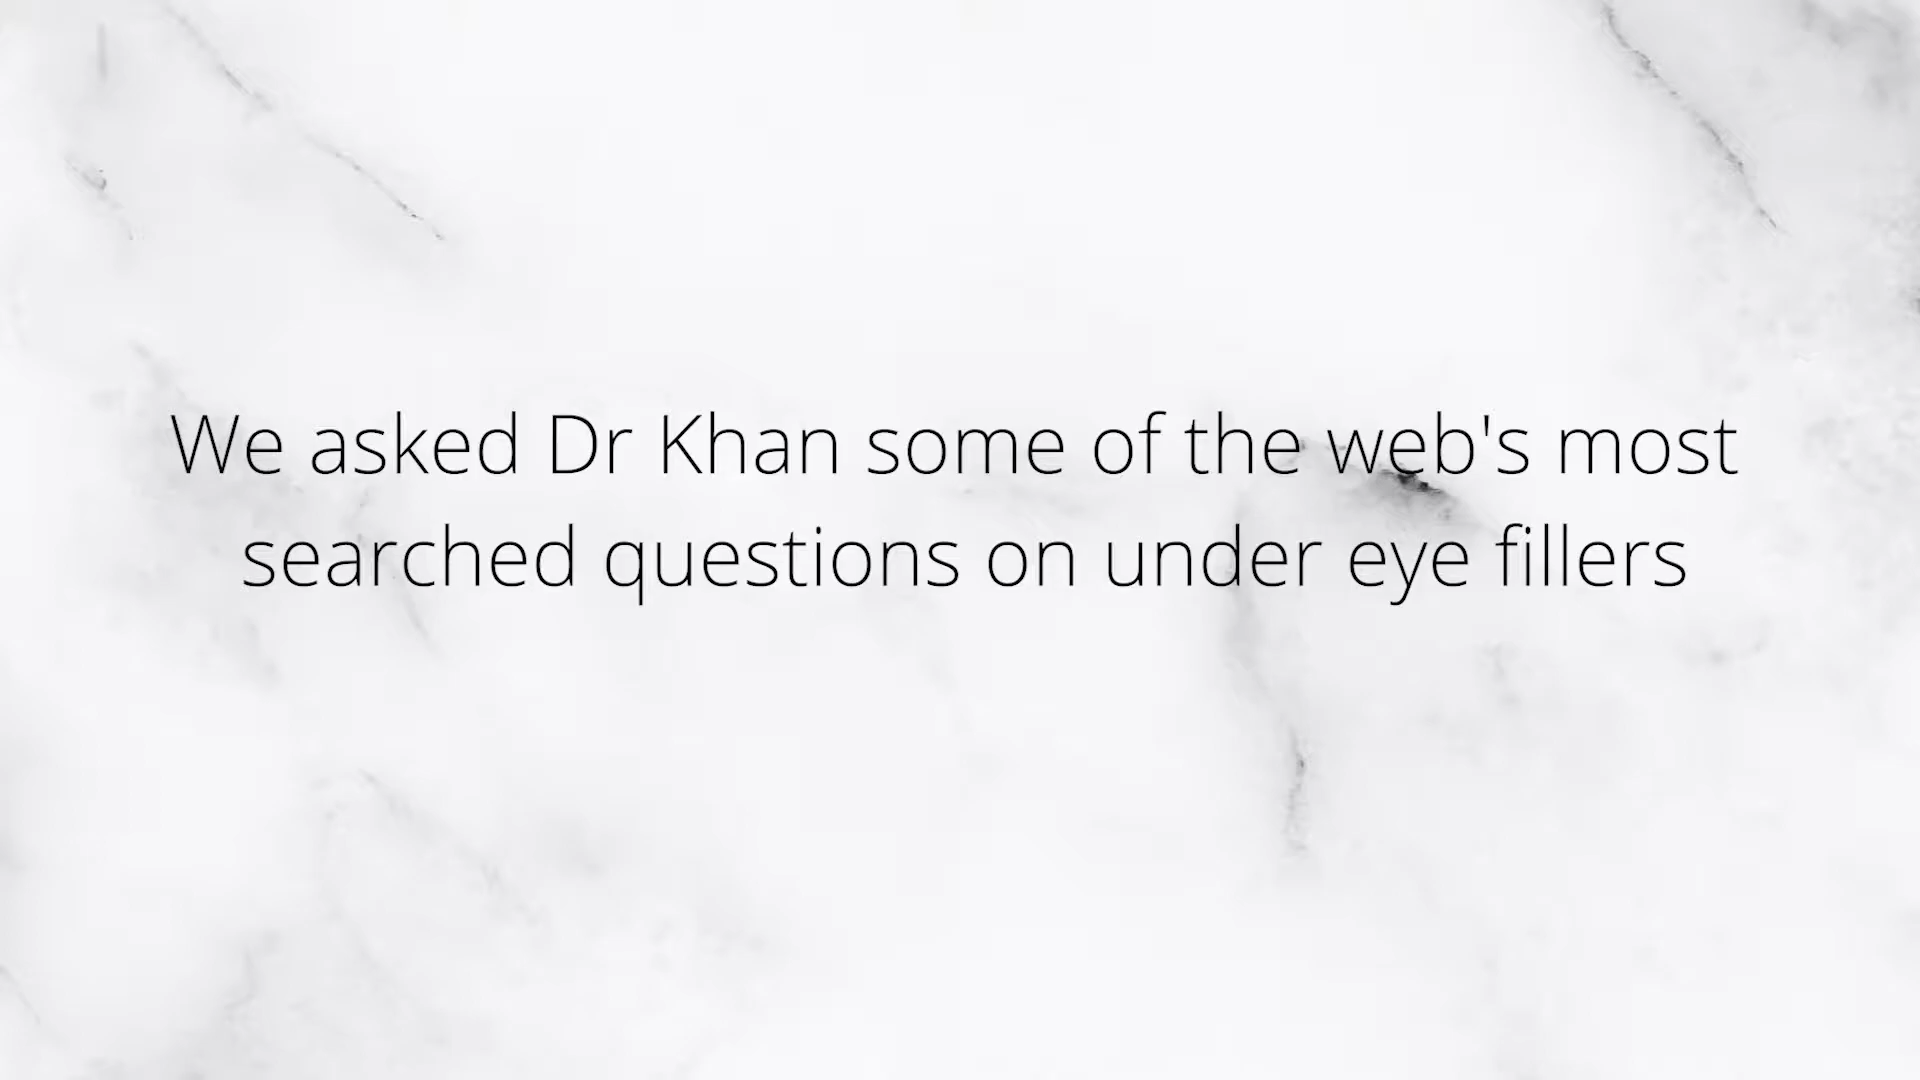 We asked Dr Khan some of the web's most
searched questions on under eye fillers